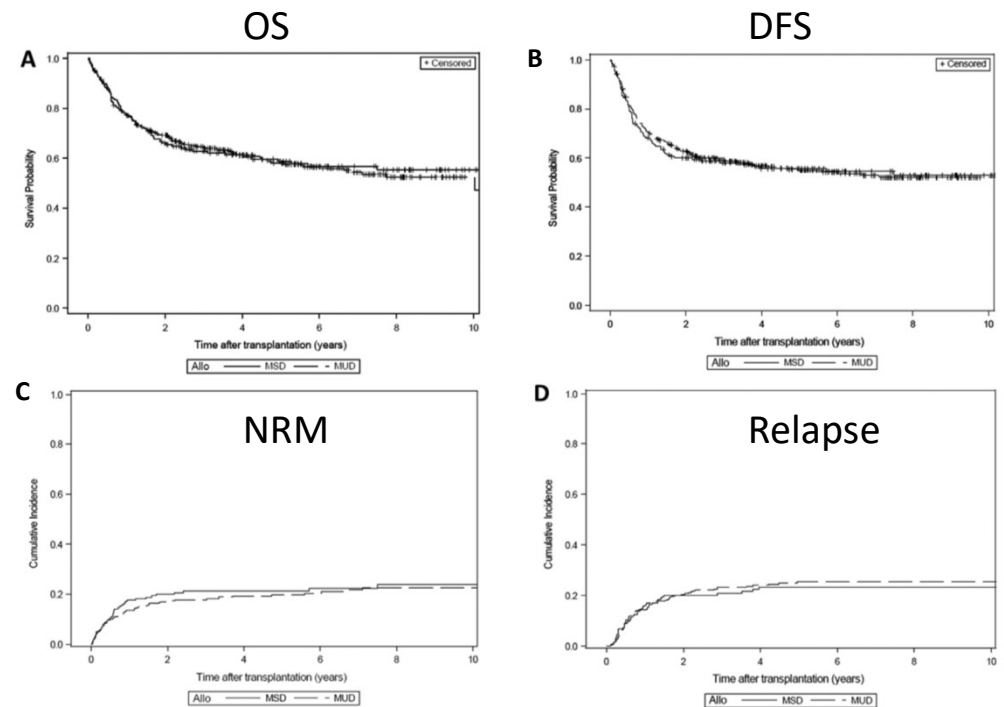 OS
DFS
A
1.0
0.8
0.6
0.4
0.2
0.0
Survival Probability
+ Censored
0 2 4 6 8 10
Time after transplantation (years)
Allo MSD MUD
B
1.0
0.8
0.6
0.4
0.2
0.0
Survival Probability
+ Censored
0 2 4 6 8 10
Time after transplantation (years)
Allo MSD MUD
C
NRM
1.0
0.8
0.6
0.4
0.2
0.0
Cumulative Incidence
0 2 4 6 8 10
Time after transplantation (years)
Allo MSD MUD
D
Relapse
1.0
0.8
0.6
0.4
0.2
0.0
Cumulative Incidence
0 2 4 6 8 10
Time after transplantation (years)
Allo MSD MUD